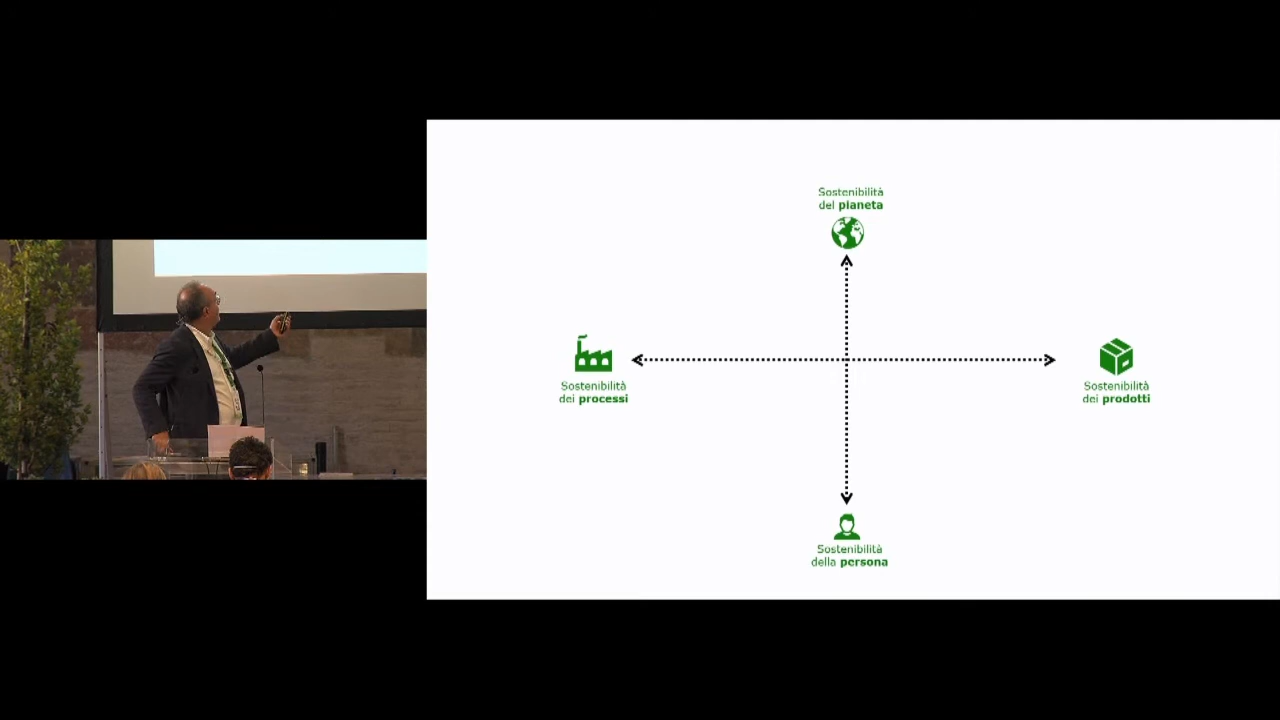 Sostenibilità
del pianeta
Sostenibilità
dei processi
Sostenibilità
dei prodotti
Sostenibilità
della persona